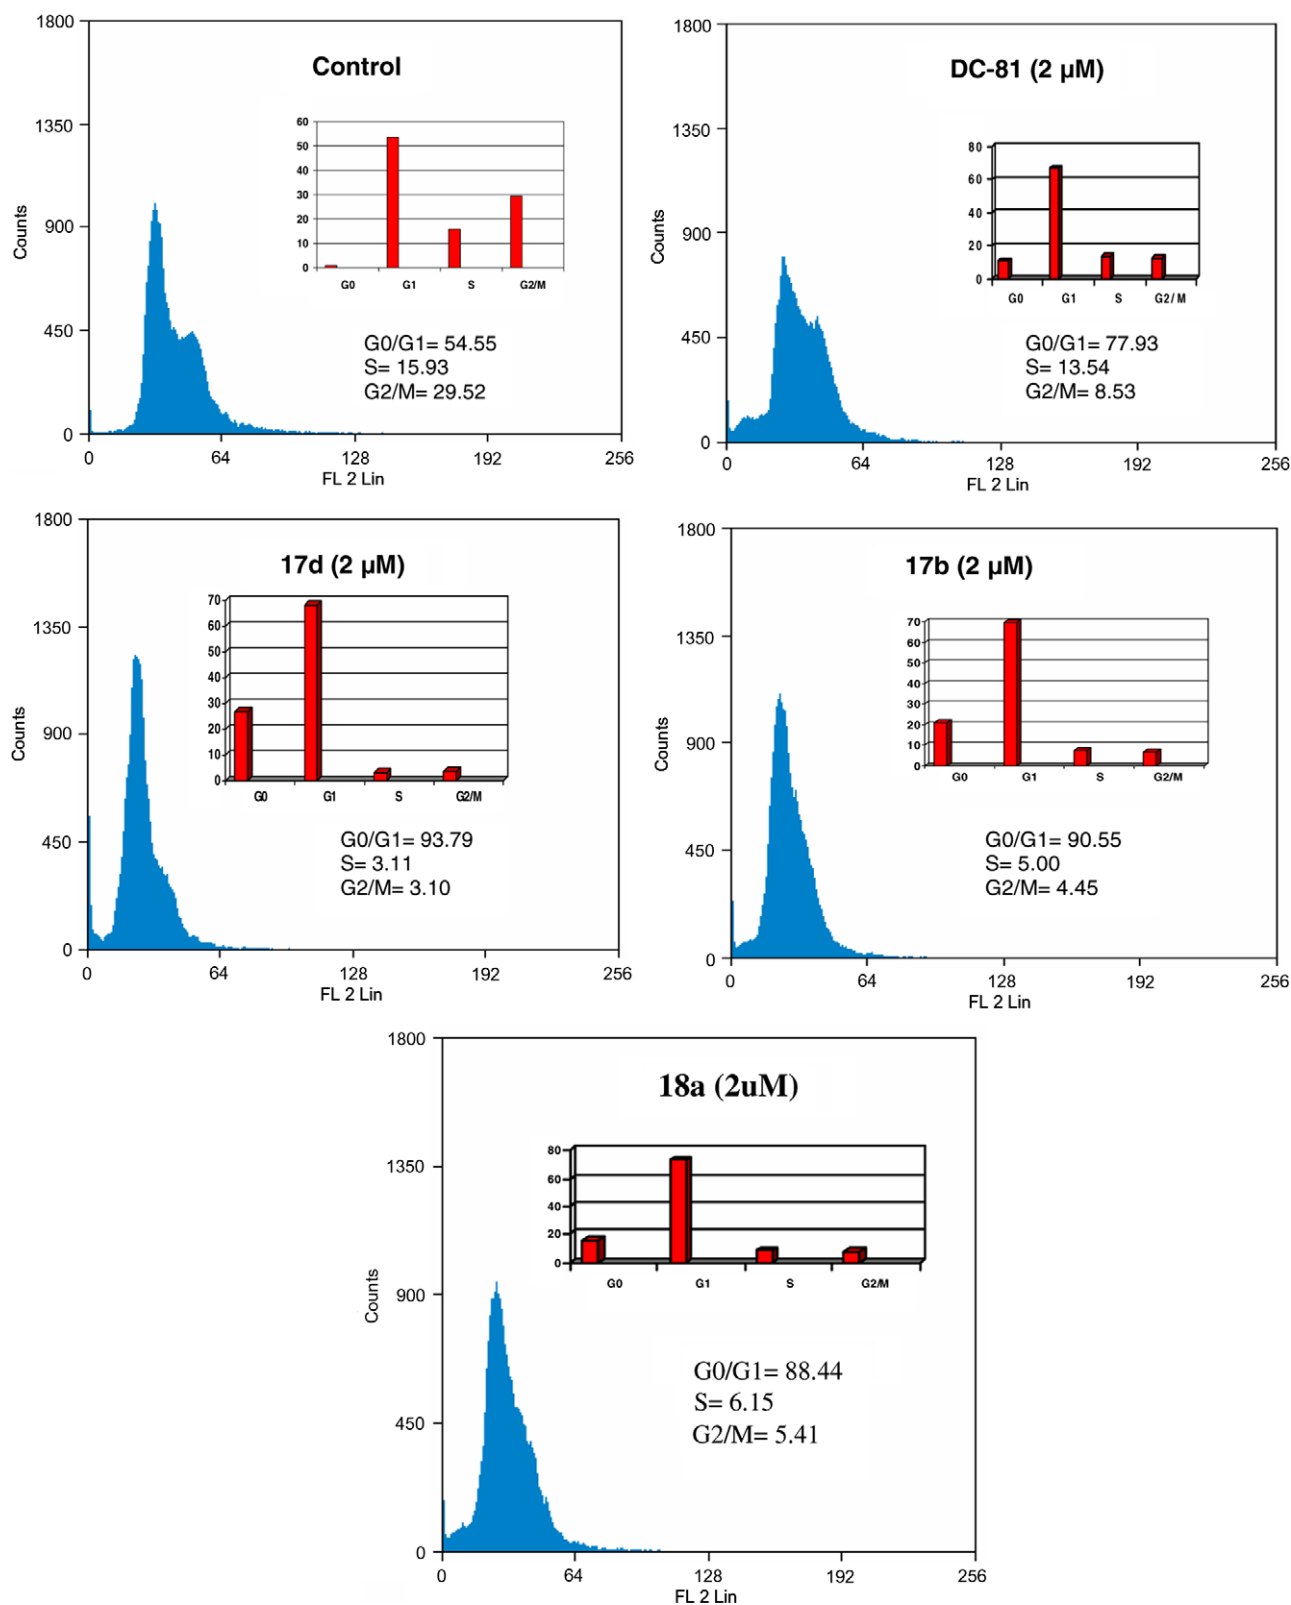 Control
1800
1350
900
450
0
Counts
0 64 128 192 256
FL 2 Lin
60
50
40
30
20
10
0
G0 G1 S G2/M
G0/G1= 54.55
S= 15.93
G2/M= 29.52
DC-81 (2 µM)
1800
1350
900
450
0
Counts
0 64 128 192 256
FL 2 Lin
80
60
40
20
0
G0 G1 S G2/ M
G0/G1= 77.93
S= 13.54
G2/M= 8.53
17d (2 µM)
1800
1350
900
450
0
Counts
0 64 128 192 256
FL 2 Lin
70
60
50
40
30
20
10
0
G0 G1 S G2/M
G0/G1= 93.79
S= 3.11
G2/M= 3.10
17b (2 µM)
1800
1350
900
450
0
Counts
0 64 128 192 256
FL 2 Lin
70
60
50
40
30
20
10
0
G0 G1 S G2/M
G0/G1= 90.55
S= 5.00
G2/M= 4.45
18a (2uM)
1800
1350
900
450
0
Counts
0 64 128 192 256
FL 2 Lin
80
60
40
20
0
G0 G1 S G2/M
G0/G1= 88.44
S= 6.15
G2/M= 5.41